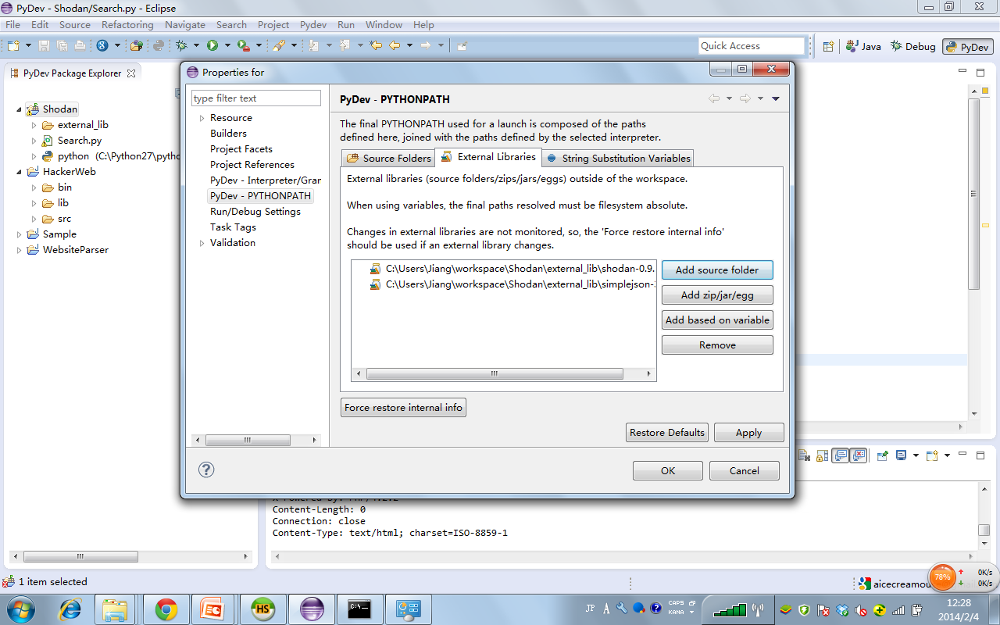 PyDev - Shodan/Search.py - Eclipse
File Edit Source Refactoring Navigate Search Project Pydev Run Window Help
Quick Access
Java
Debug
PyDev
PyDev Package Explorer
Shodan
external_lib
Search.py
python (C:\Python27\pytho
HackerWeb
bin
lib
src
Sample
WebsiteParser
Properties for
type filter text
Resource
Builders
Project Facets
Project References
PyDev - Interpreter/Gran
PyDev - PYTHONPATH
Run/Debug Settings
Task Tags
Validation
PyDev - PYTHONPATH
The final PYTHONPATH used for a launch is composed of the paths
defined here, joined with the paths defined by the selected interpreter.
Source Folders
External Libraries
String Substitution Variables
External libraries (source folders/zips/jars/eggs) outside of the workspace.
When using variables, the final paths resolved must be filesystem absolute.
Changes in external libraries are not monitored, so, the 'Force restore internal info'
should be used if an external library changes.
C:\Users\Jiang\workspace\Shodan\external_lib\shodan-0.9.
C:\Users\Jiang\workspace\Shodan\external_lib\simplejson-
Add source folder
Add zip/jar/egg
Add based on variable
Remove
Force restore internal info
Restore Defaults
Apply
OK
Cancel
Content-Length: 0
Connection: close
Content-Type: text/html; charset=ISO-8859-1
1 item selected
aicecreamou
78%
0K/s
0K/s
HS
C:\
JP
A
CAPS
KANA
12:28
2014/2/4